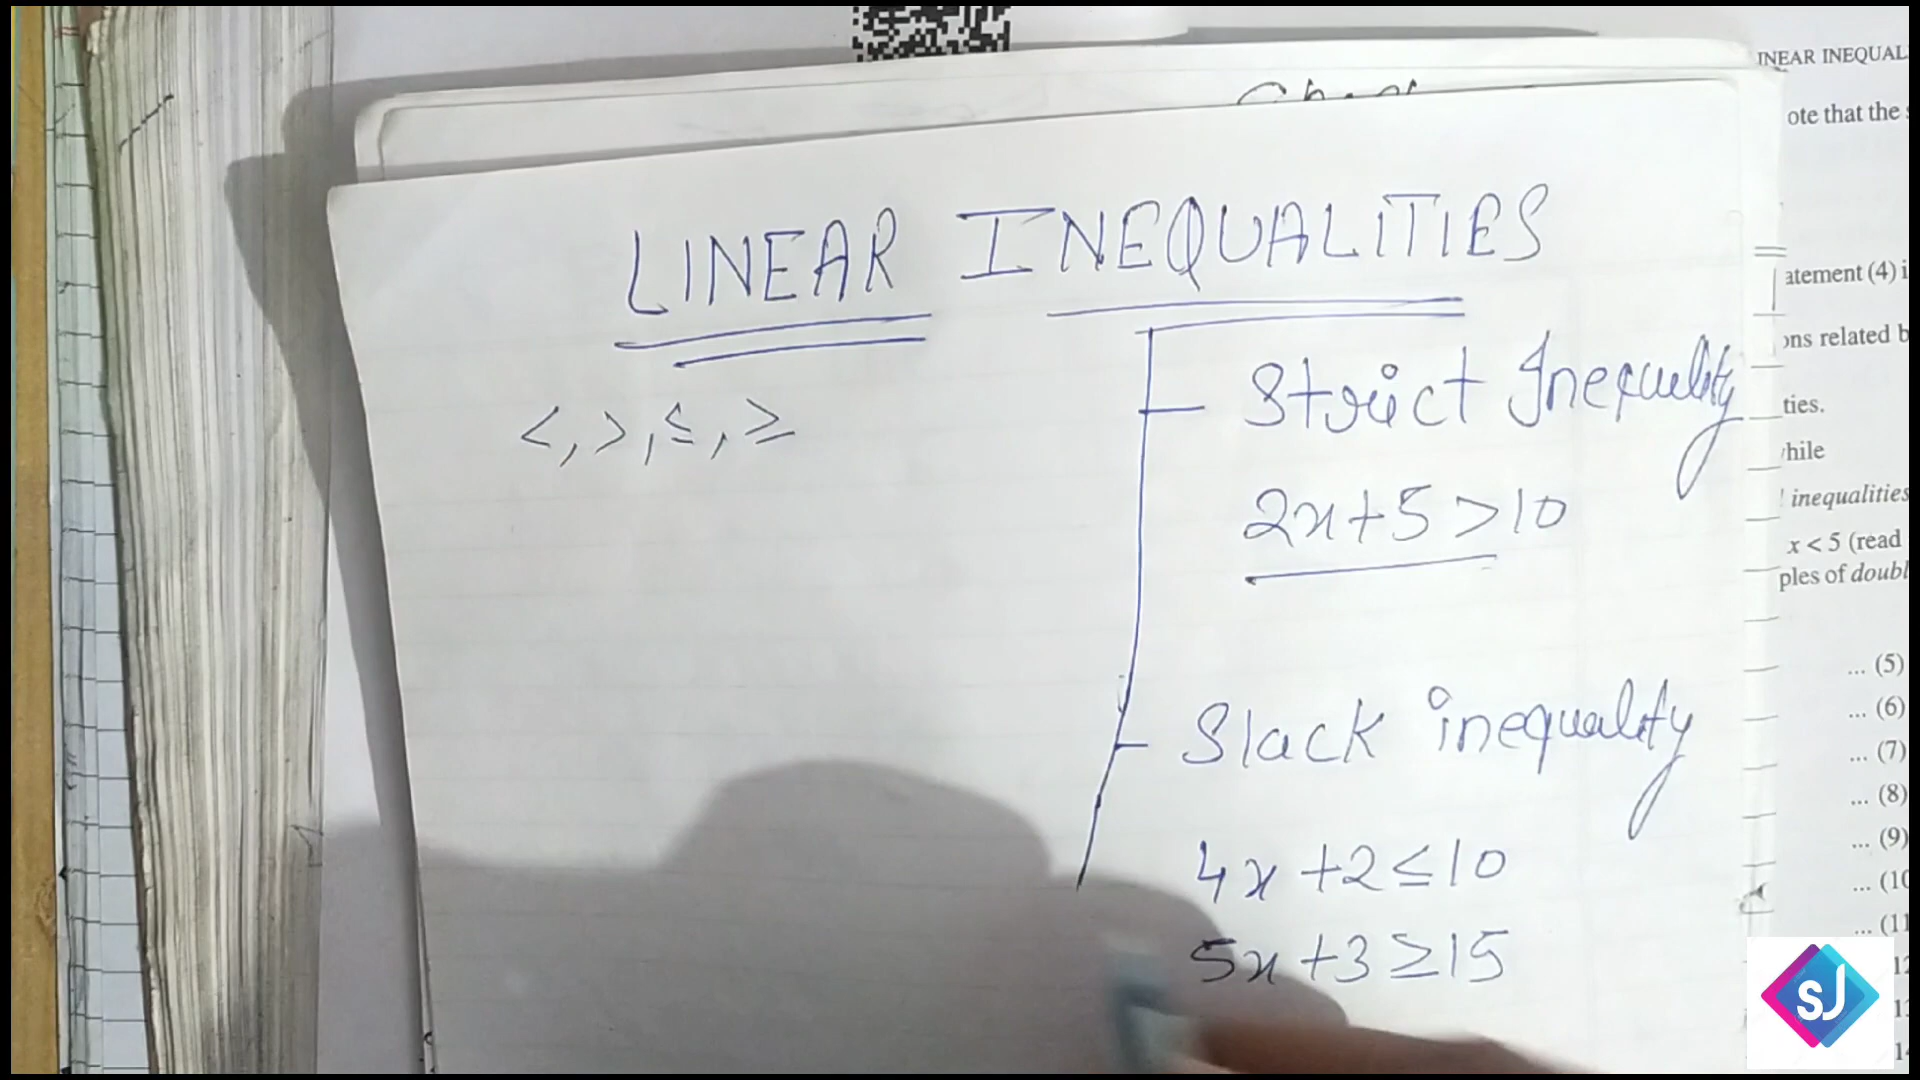 LINEAR INEQUALITIES
<, >, ≤, ≥
Strict Inequality
2x+5>10
Slack inequality
4x+2≤10
5x+3≥15
INEAR INEQUAL
ote that the
atement (4) i
ons related b
ties.
hile
inequalities
x < 5 (read
ples of doubl
... (5)
... (6)
... (7)
... (8)
... (9)
... (10
... (11
SJ